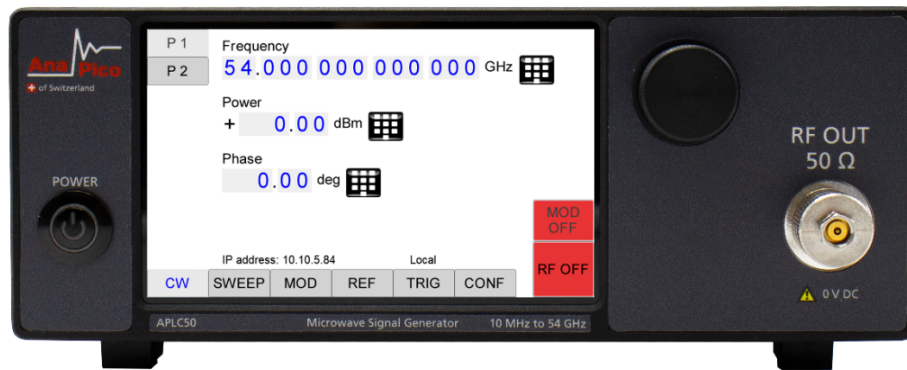 AnaPico
of Switzerland
POWER
P 1
P 2
Frequency
54.000 000 000 000 GHz
Power
+ 0.00 dBm
Phase
0.00 deg
MOD
OFF
RF OFF
IP address: 10.10.5.84 Local
CW SWEEP MOD REF TRIG CONF
APLC50 Microwave Signal Generator 10 MHz to 54 GHz
RF OUT
50 Ω
0 V DC